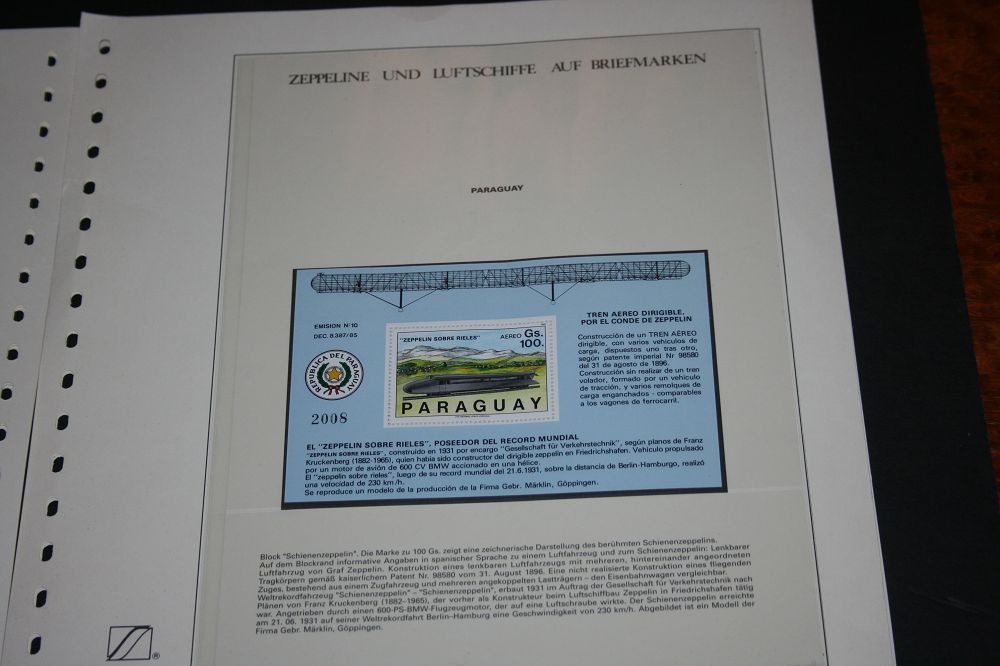 ZEPPELINE UND LUFTSCHIFFE AUF BRIEFMARKEN
PARAGUAY
EMISION Nº 10
DEC. 8.387/85
REPUBLICA DEL PARAGUAY
2008
"ZEPPELIN SOBRE RIELES"
AEREO Gs. 100.
PARAGUAY
TREN AEREO DIRIGIBLE,
POR EL CONDE DE ZEPPELIN
Construcción de un TREN AÉREO
dirigible, con varios vehículos de
carga, dispuestos uno tras otro,
según patente imperial Nr 98580
del 31 de agosto de 1896.
Construcción sin realizar de un tren
volador, formado por un vehículo
de tracción, y varios remolques de
carga enganchados - comparables
a los vagones de ferrocarril.
EL "ZEPPELIN SOBRE RIELES", POSEEDOR DEL RECORD MUNDIAL
"ZEPPELIN SOBRE RIELES", construido en 1931 por encargo "Gesellschaft für Verkehrstechnik", según planos de Franz
Kruckenberg (1882-1965), quien había sido constructor del dirigible zeppelin en Friedrichshafen. Vehículo propulsado
por un motor de avión de 600 CV BMW accionado en una hélice.
El "zeppelin sobre rieles", luego de su record mundial del 21.6.1931, sobre la distancia de Berlin-Hamburgo, realizó
una velocidad de 230 km/h.
Se reproduce un modelo de la producción de la Firma Gebr. Märklin, Göppingen.
Block "Schienenzeppelin". Die Marke zu 100 Gs. zeigt eine zeichnerische Darstellung des berühmten Schienenzeppelins.
Auf dem Blockrand informative Angaben in spanischer Sprache zu einem Luftfahrzeug und zum Schienenzeppelin: Lenkbarer
Luftfahrzug von Graf Zeppelin. Konstruktion eines lenkbaren Luftfahrzugs mit mehreren, hintereinander angeordneten
Tragkörpern gemäß kaiserlichem Patent Nr. 98580 vom 31. August 1896. Eine nicht realisierte Konstruktion eines fliegenden
Zuges, bestehend aus einem Zugfahrzeug und mehreren angekoppelten Lastträgern – den Eisenbahnwagen vergleichbar.
Weltrekordfahrzeug "Schienenzeppelin" – "Schienenzeppelin", erbaut 1931 im Auftrag der Gesellschaft für Verkehrstechnik nach
Plänen von Franz Kruckenberg (1882–1965), der vorher als Konstrukteur beim Luftschiffbau Zeppelin in Friedrichshafen tätig
war. Angetrieben durch einen 600-PS-BMW-Flugzeugmotor, der auf eine Luftschraube wirkte. Der Schienenzeppelin erreichte
am 21. 06. 1931 auf seiner Weltrekordfahrt Berlin–Hamburg eine Geschwindigkeit von 230 km/h. Abgebildet ist ein Modell der
Firma Gebr. Märklin, Göppingen.
®